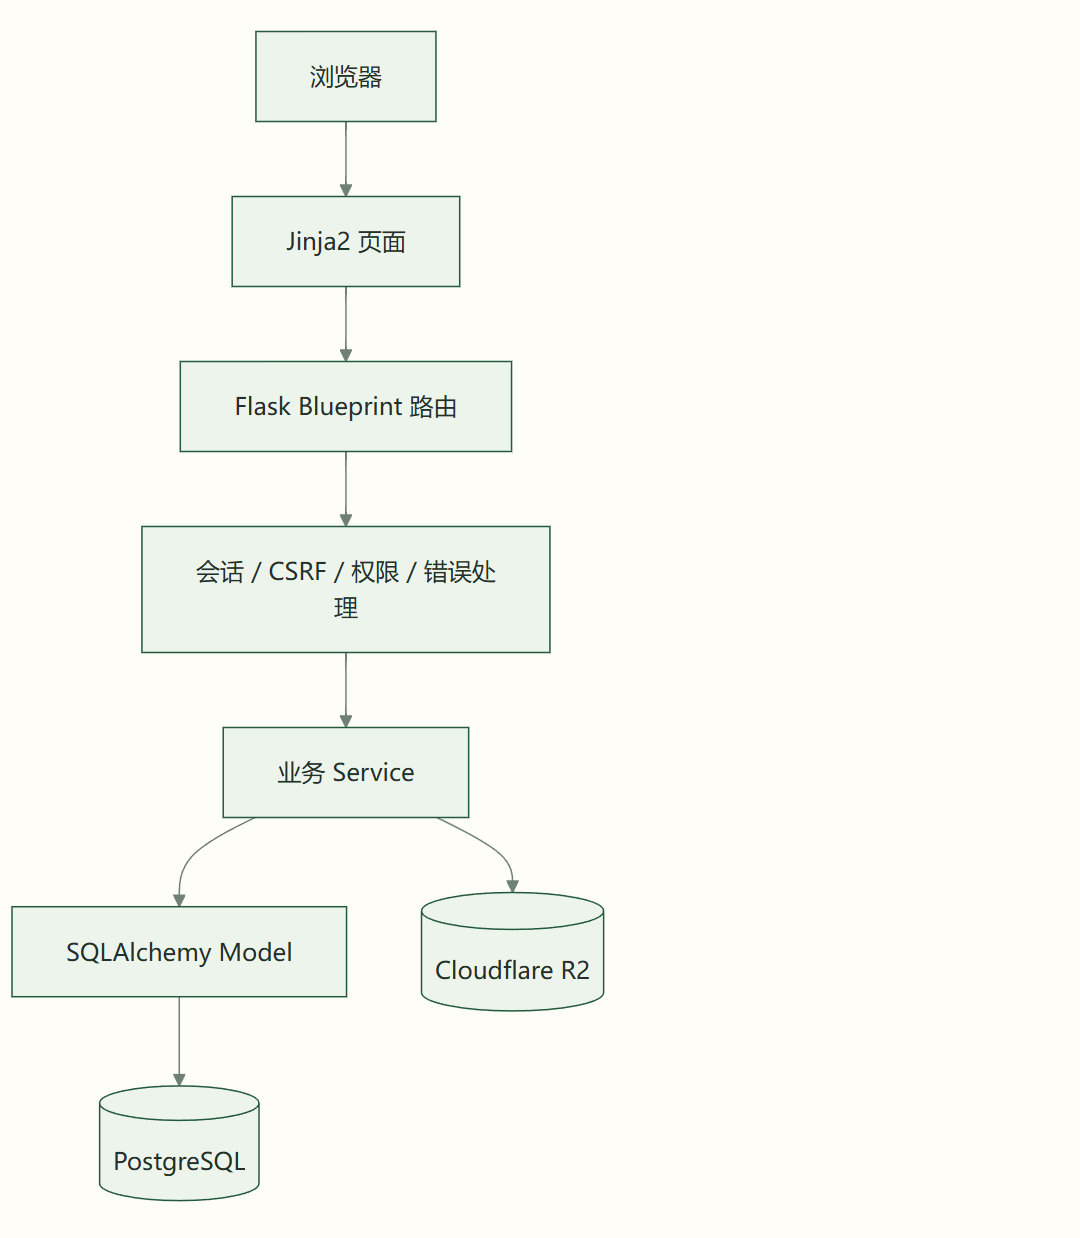 浏览器
Jinja2 页面
Flask Blueprint 路由
会话 / CSRF / 权限 / 错误处
理
业务 Service
SQLAlchemy Model
Cloudflare R2
PostgreSQL